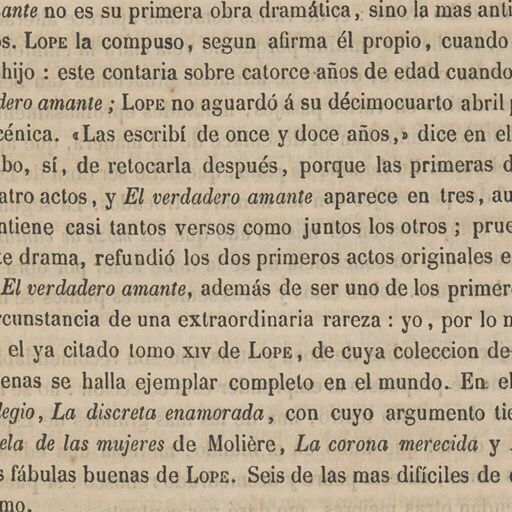 ante no es su primera obra dramática, sino la mas anti
os. LOPE la compuso, segun afirma él propio, cuando
hijo : este contaria sobre catorce años de edad cuando
dero amante ; LOPE no aguardó á su décimocuarto abril p
cénica. «Las escribí de once y doce años,» dice en el
bo, sí, de retocarla después, porque las primeras d
atro actos, y El verdadero amante aparece en tres, au
ntiene casi tantos versos como juntos los otros ; prue
te drama, refundió los dos primeros actos originales e
El verdadero amante, además de ser uno de los primer
rcunstancia de una extraordinaria rareza : yo, por lo m
e el ya citado tomo XIV de LOPE, de cuya coleccion de
enas se halla ejemplar completo en el mundo. En el
legio, La discreta enamorada, con cuyo argumento tie
ela de las mujeres de Molière, La corona merecida y
s fábulas buenas de LOPE. Seis de las mas difíciles de
mo.